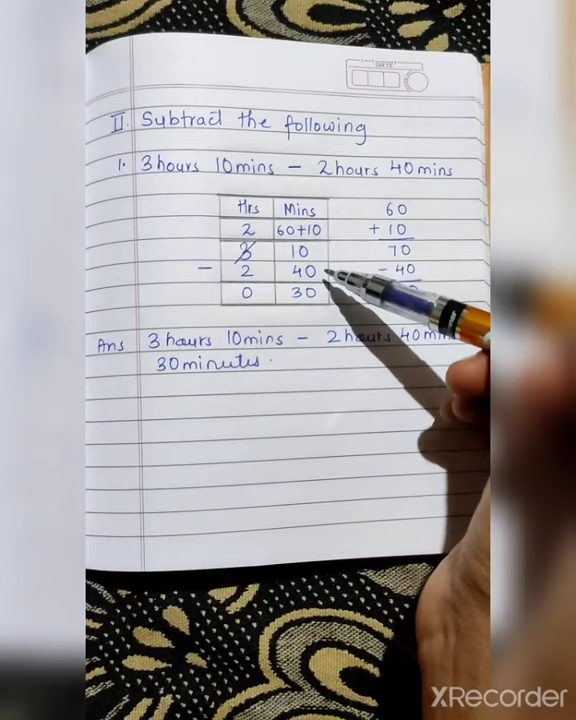 DATE
II. Subtract the following
1. 3 hours 10 mins - 2 hours 40 mins
Hrs Mins 60
2 60+10 + 10
3 10 70
- 2 40 - 40
0 30
Ans 3 hours 10 mins - 2 hours 40
30 minutes.
XRecorder